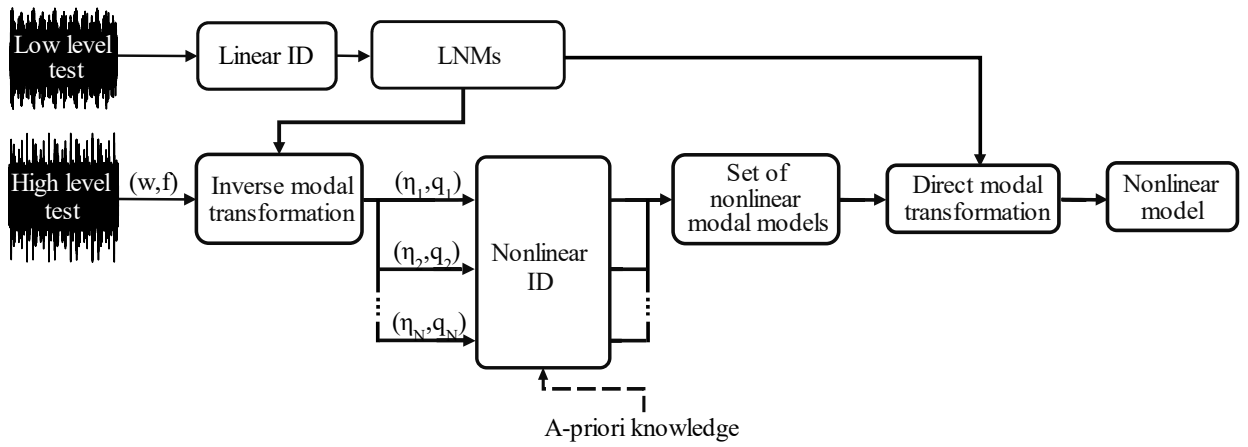 Low level
test
Linear ID
LNMs
High level
test
(w,f)
Inverse modal
transformation
(η1,q1)
(η2,q2)
(ηN,qN)
Nonlinear
ID
Set of
nonlinear
modal models
Direct modal
transformation
Nonlinear
model
A-priori knowledge